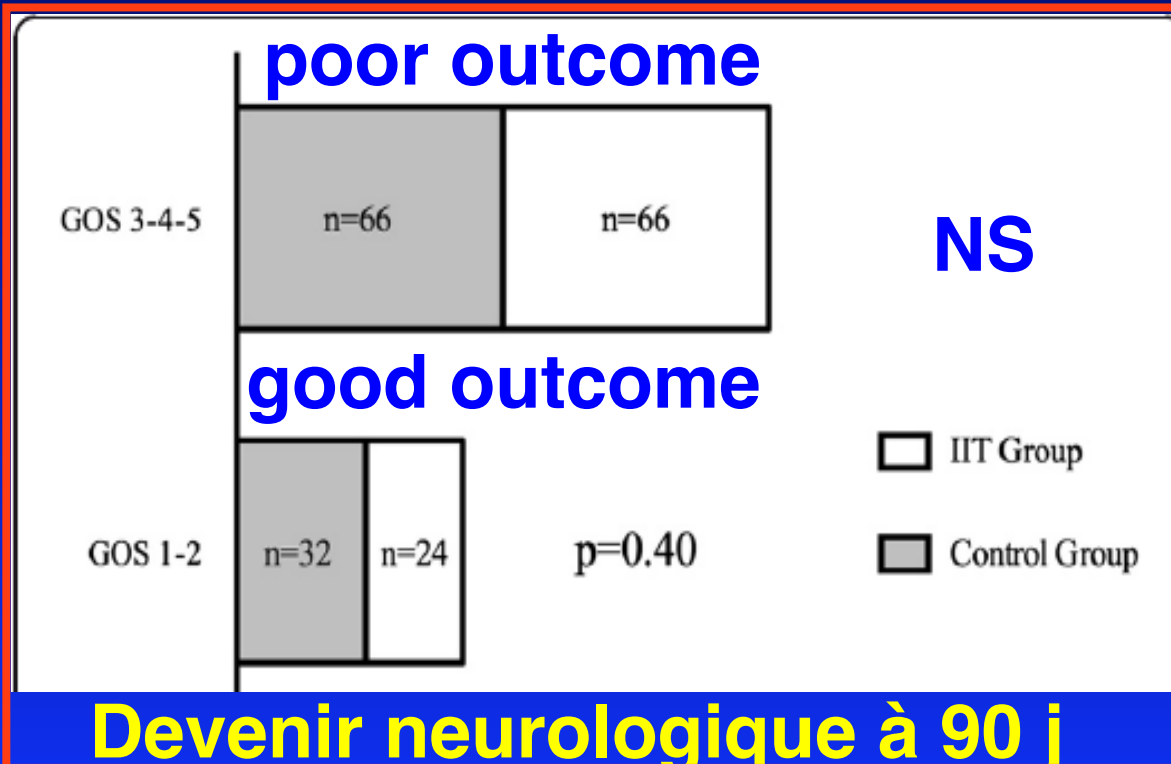 poor outcome
GOS 3-4-5
n=66
n=66
NS
good outcome
IIT Group
GOS 1-2
n=32
n=24
p=0.40
Control Group
Devenir neurologique à 90 j